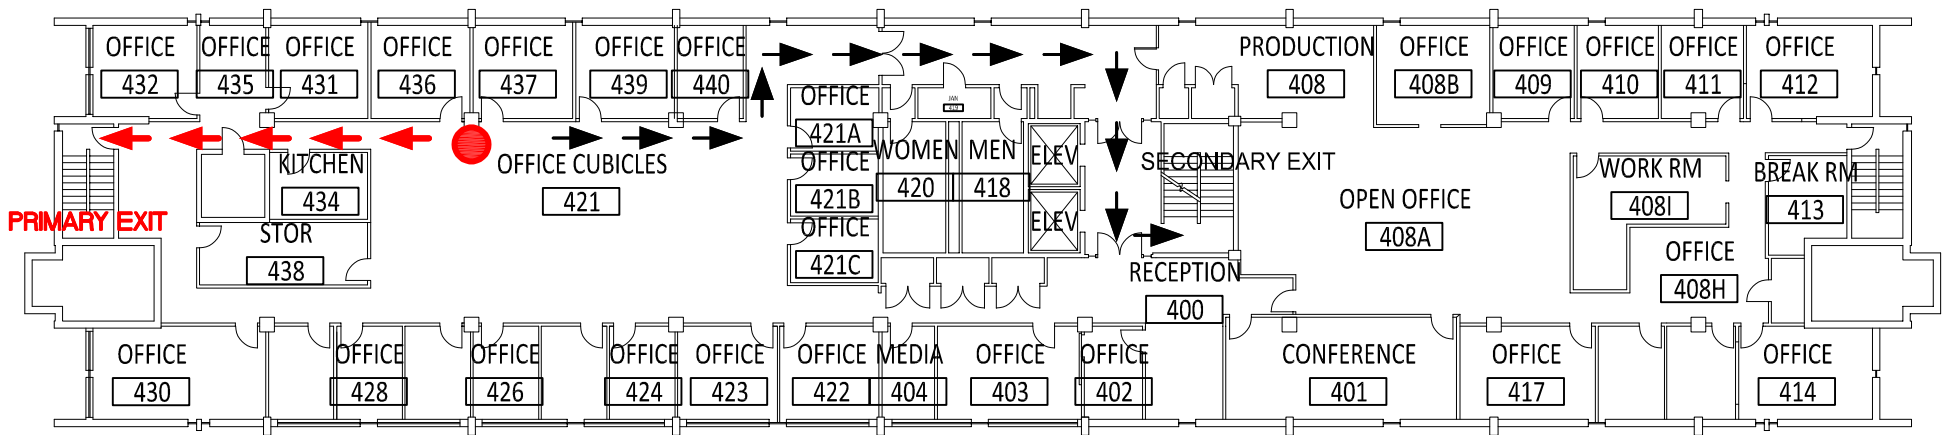 OFFICE
432
OFFICE
435
OFFICE
431
OFFICE
436
OFFICE
437
OFFICE
439
OFFICE
440
PRODUCTION
408
OFFICE
408B
OFFICE
409
OFFICE
410
OFFICE
411
OFFICE
412
OFFICE
421A
JAN
419
KITCHEN
434
OFFICE CUBICLES
421
OFFICE
421B
WOMEN
420
MEN
418
ELEV
SECONDARY EXIT
OPEN OFFICE
408A
WORK RM
408I
BREAK RM
413
PRIMARY EXIT
STOR
438
OFFICE
421C
ELEV
RECEPTION
400
OFFICE
408H
OFFICE
430
OFFICE
428
OFFICE
426
OFFICE
424
OFFICE
423
OFFICE
422
MEDIA
404
OFFICE
403
OFFICE
402
CONFERENCE
401
OFFICE
417
OFFICE
414